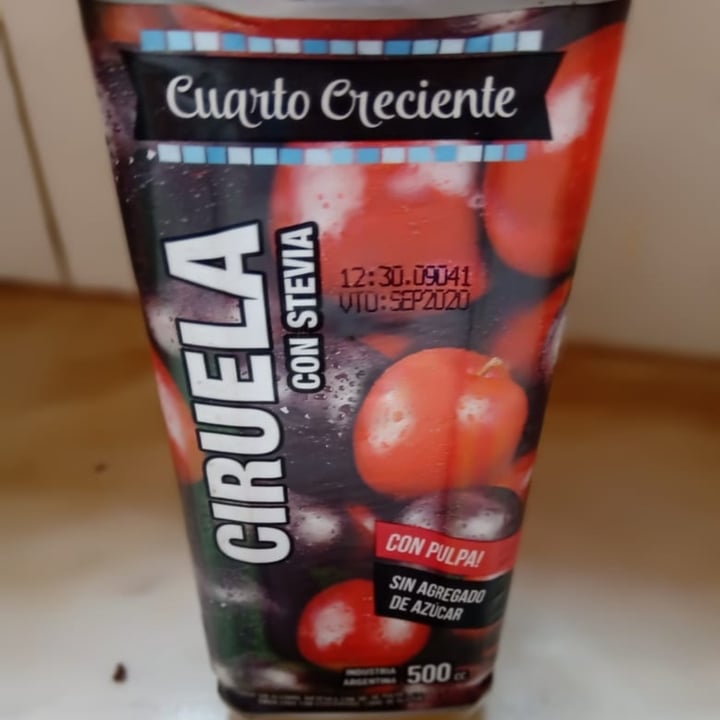 Cuarto Creciente
CIRUELA
CON STEVIA
12:30.09041
VTO:SEP2020
CON PULPA!
SIN AGREGADO
DE AZÚCAR
INDUSTRIA
ARGENTINA
500 cc